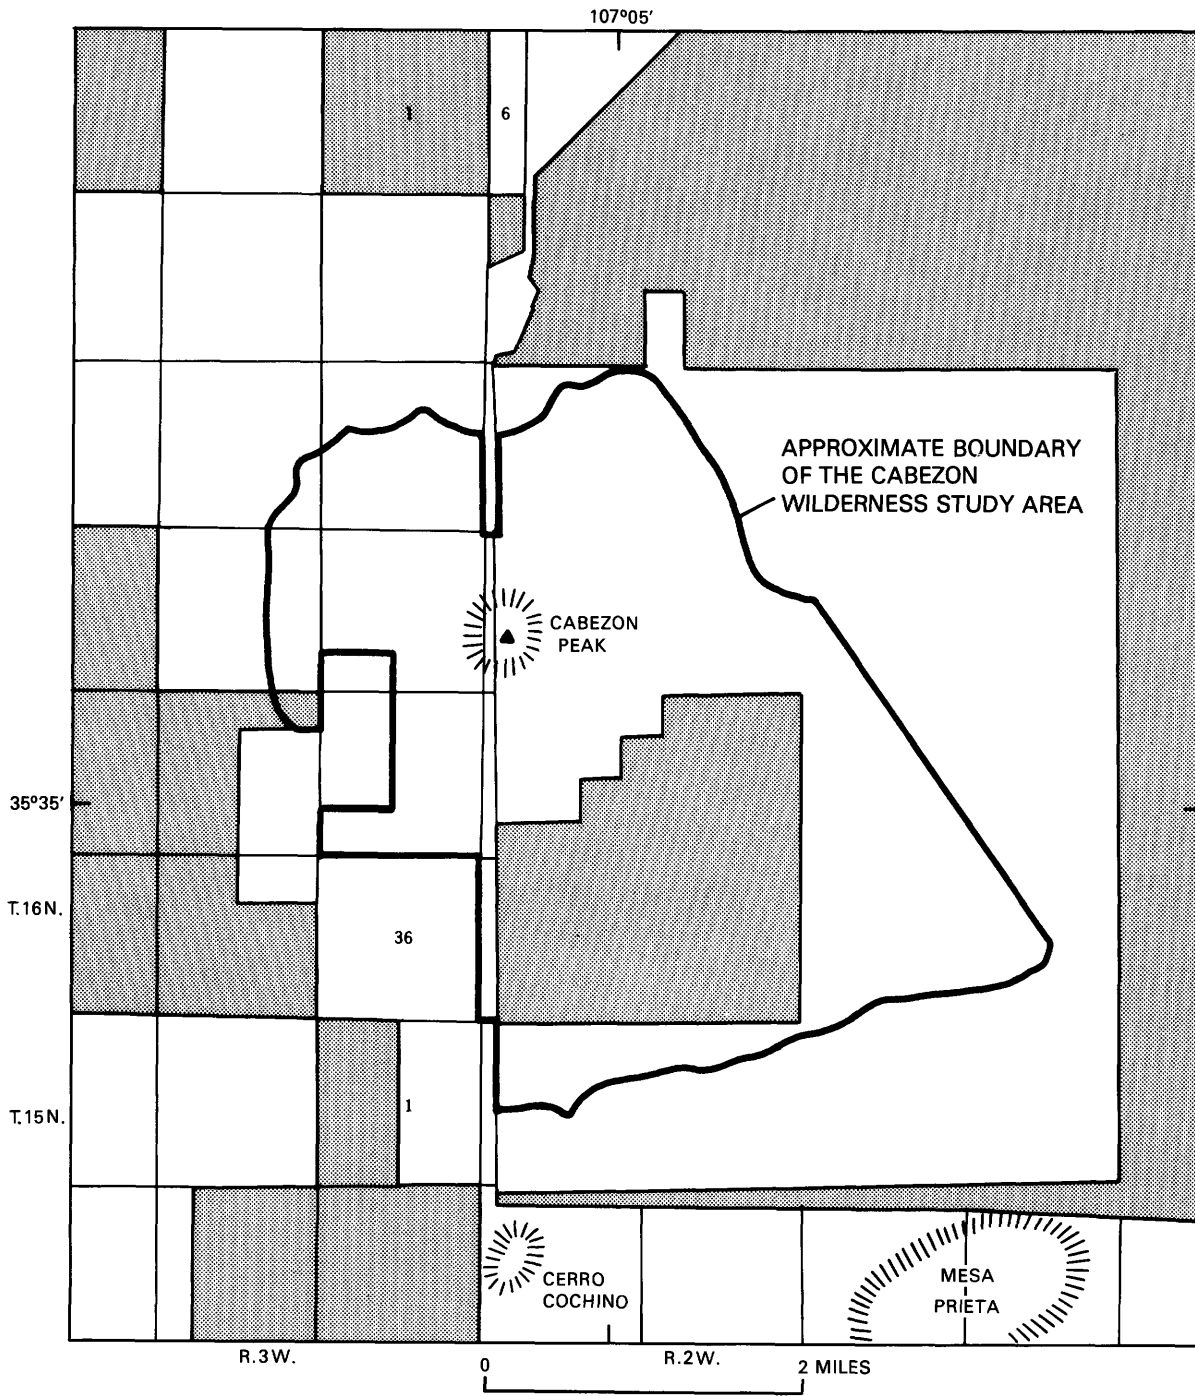 107°05'
1
6
APPROXIMATE BOUNDARY
OF THE CABEZON
WILDERNESS STUDY AREA
CABEZON
PEAK
35°35'
T.16N.
36
T.15N.
1
CERRO
COCHINO
MESA
PRIETA
R.3W.
R.2W.
0
2 MILES